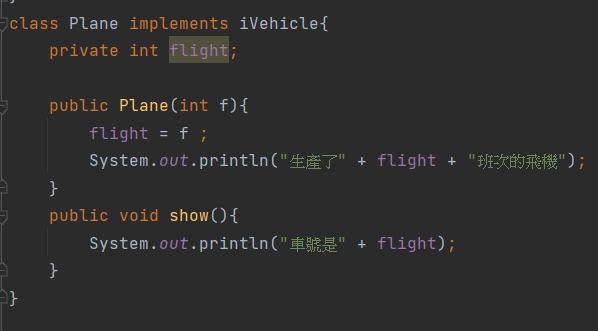 class Plane implements iVehicle{
    private int flight;
    public Plane(int f){
        flight = f ;
        System.out.println("生產了" + flight + "班次的飛機");
    }
    public void show(){
        System.out.println("車號是" + flight);
    }
}